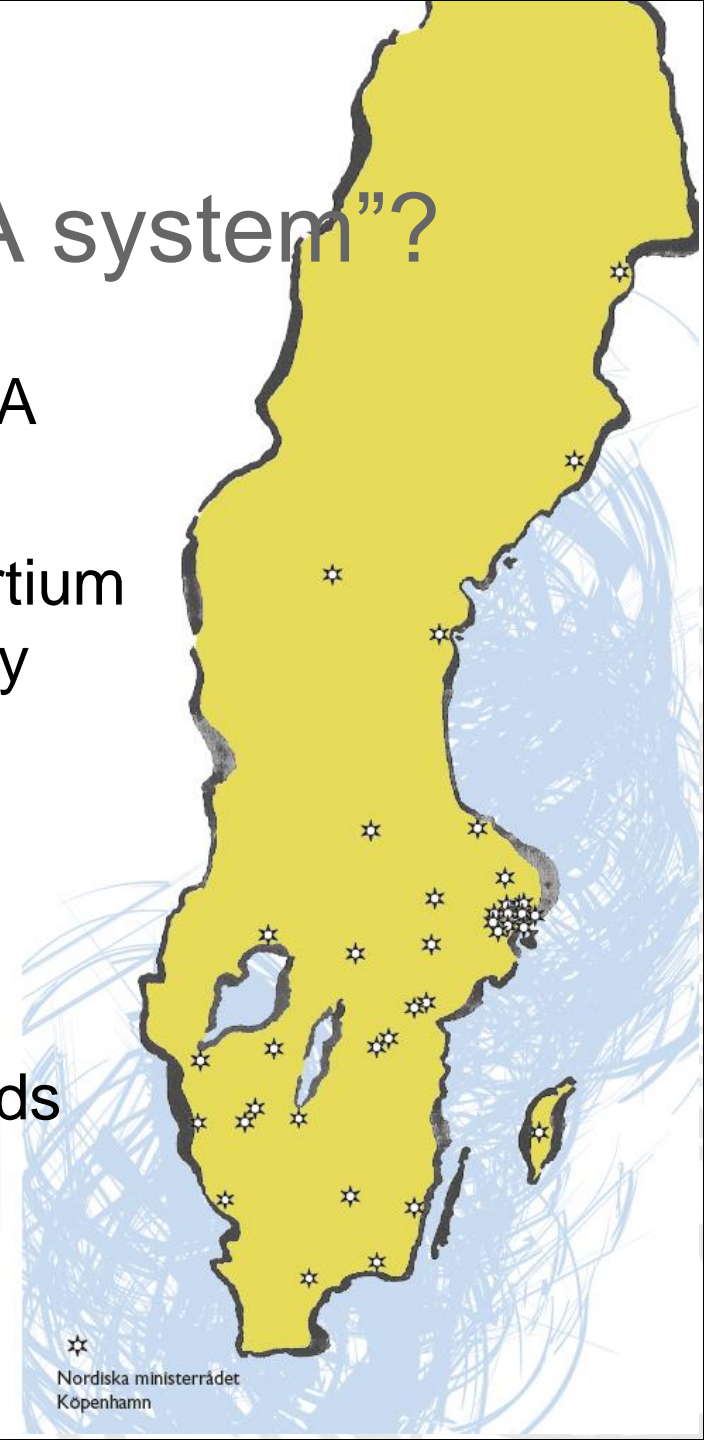 A system”?
A
rtium
y
ds
Nordiska ministerrådet
Köpenhamn